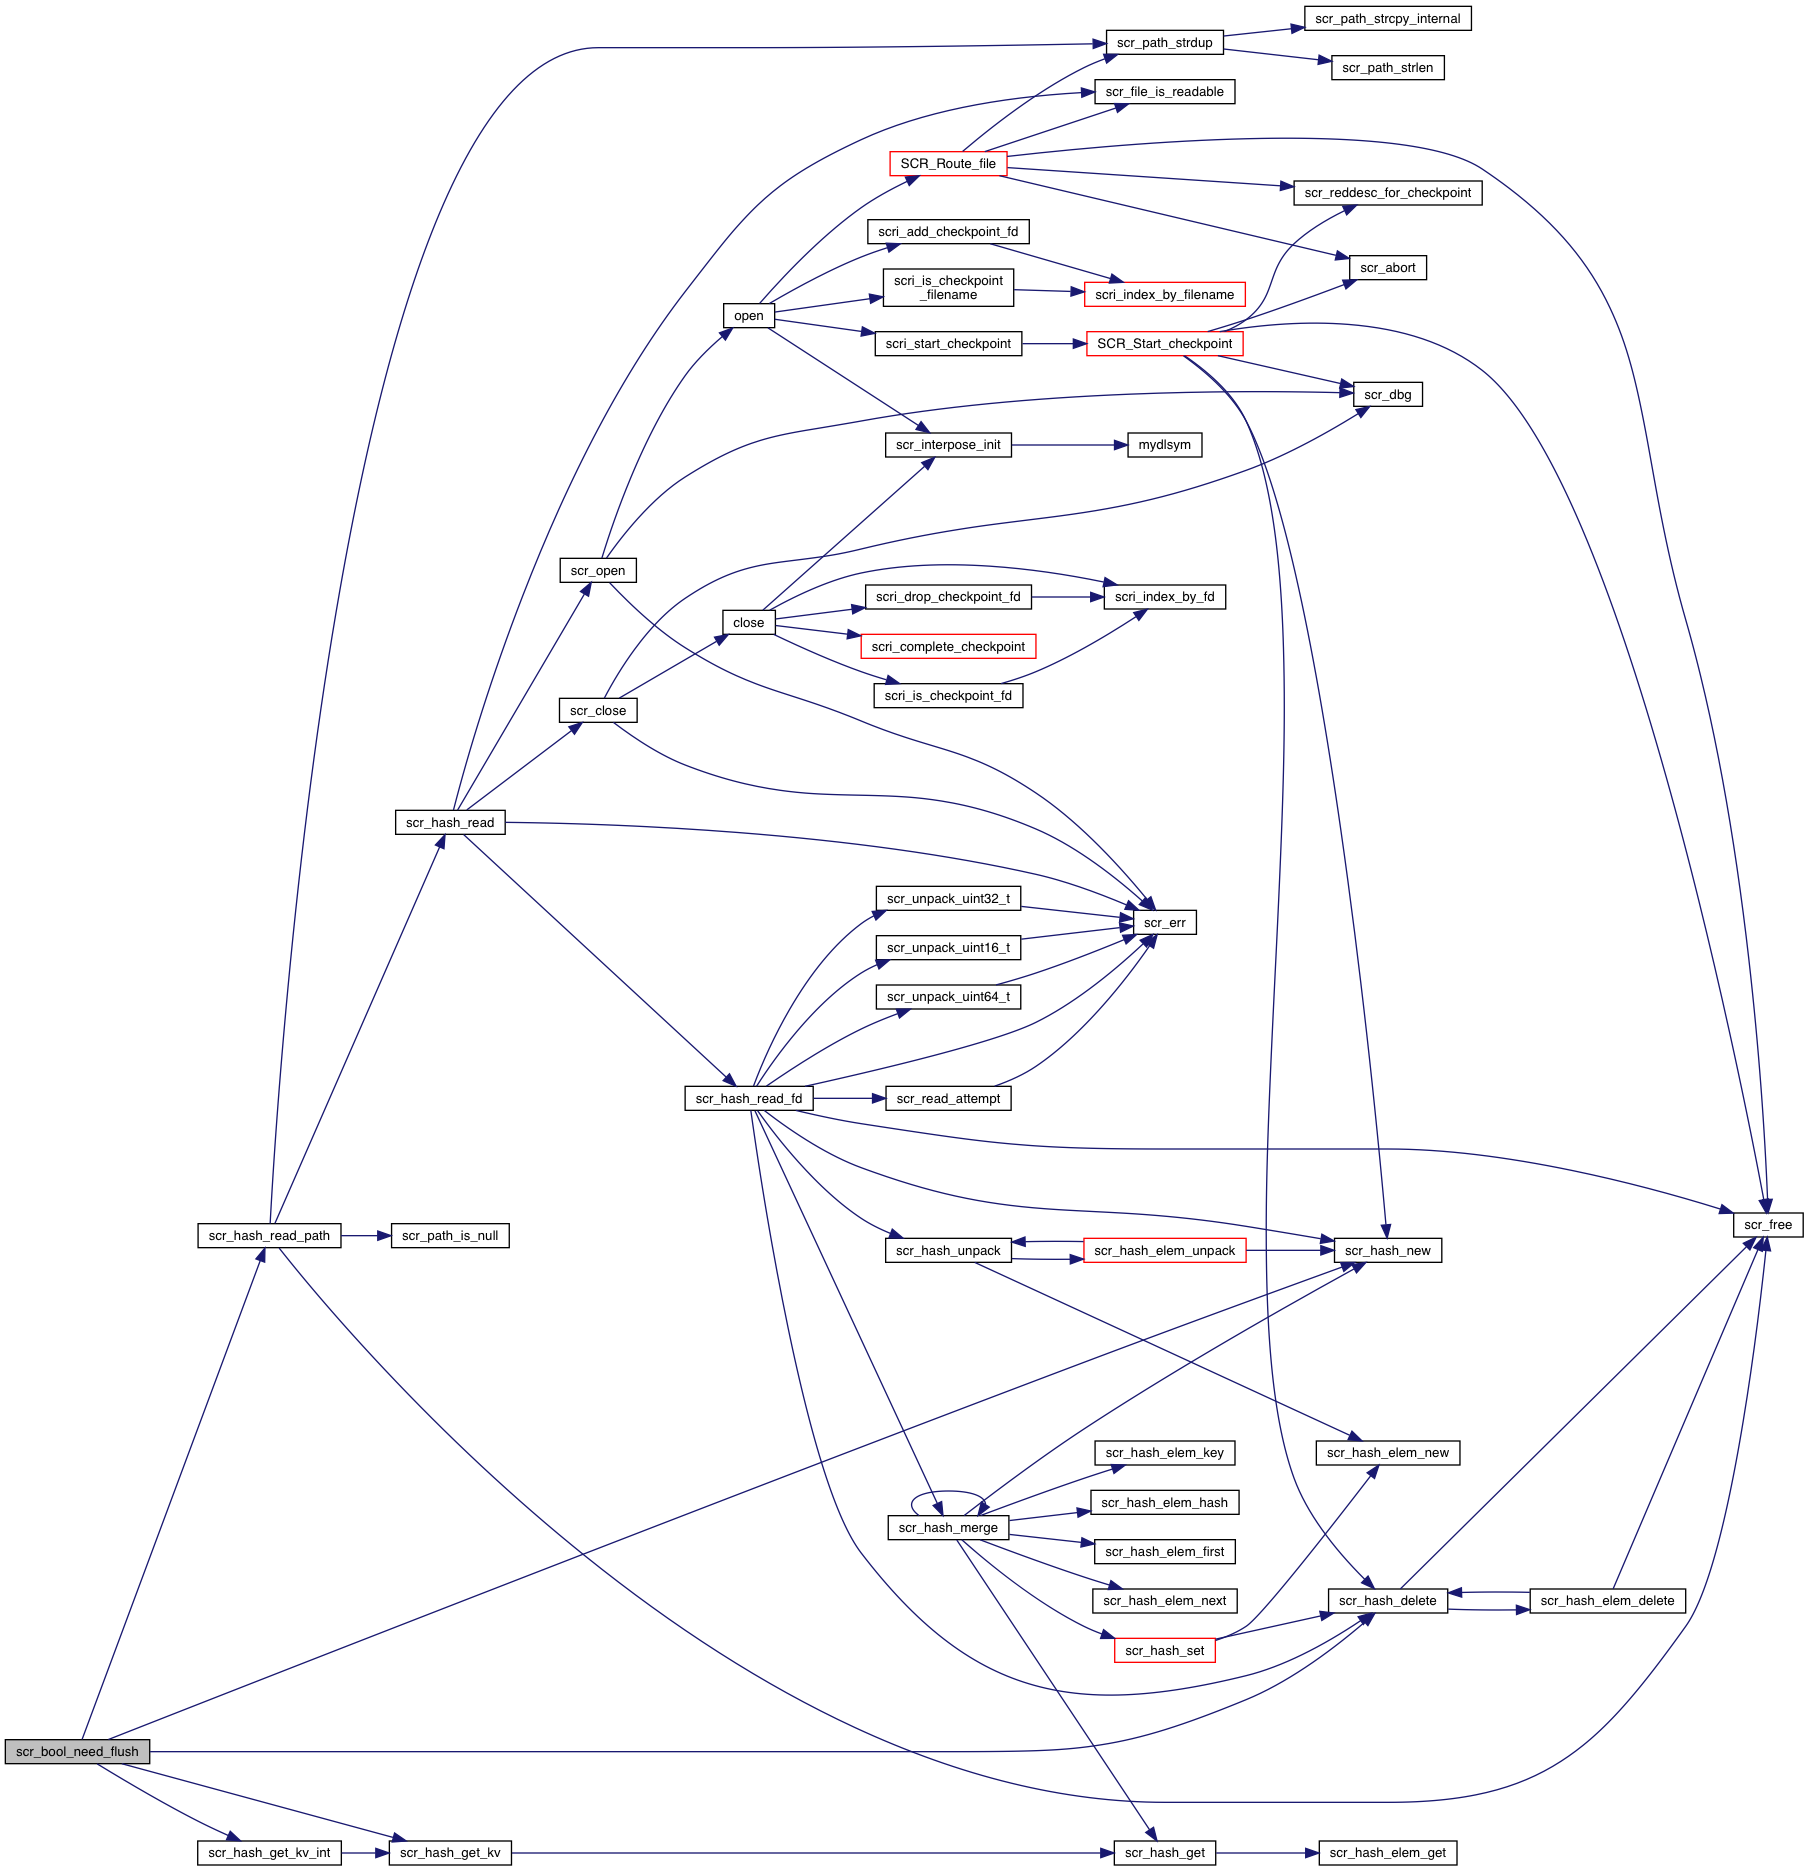 scr_path_strcpy_internal
scr_path_strdup
scr_path_strlen
scr_file_is_readable
SCR_Route_file
scr_reddesc_for_checkpoint
scri_add_checkpoint_fd
scr_abort
scri_is_checkpoint
_filename
scri_index_by_filename
open
scri_start_checkpoint
SCR_Start_checkpoint
scr_dbg
scr_interpose_init
mydlsym
scr_open
scri_drop_checkpoint_fd
scri_index_by_fd
close
scri_complete_checkpoint
scri_is_checkpoint_fd
scr_close
scr_hash_read
scr_unpack_uint32_t
scr_err
scr_unpack_uint16_t
scr_unpack_uint64_t
scr_hash_read_fd
scr_read_attempt
scr_free
scr_hash_read_path
scr_path_is_null
scr_hash_unpack
scr_hash_elem_unpack
scr_hash_new
scr_hash_elem_key
scr_hash_elem_new
scr_hash_elem_hash
scr_hash_merge
scr_hash_elem_first
scr_hash_elem_next
scr_hash_delete
scr_hash_elem_delete
scr_hash_set
scr_bool_need_flush
scr_hash_get_kv_int
scr_hash_get_kv
scr_hash_get
scr_hash_elem_get